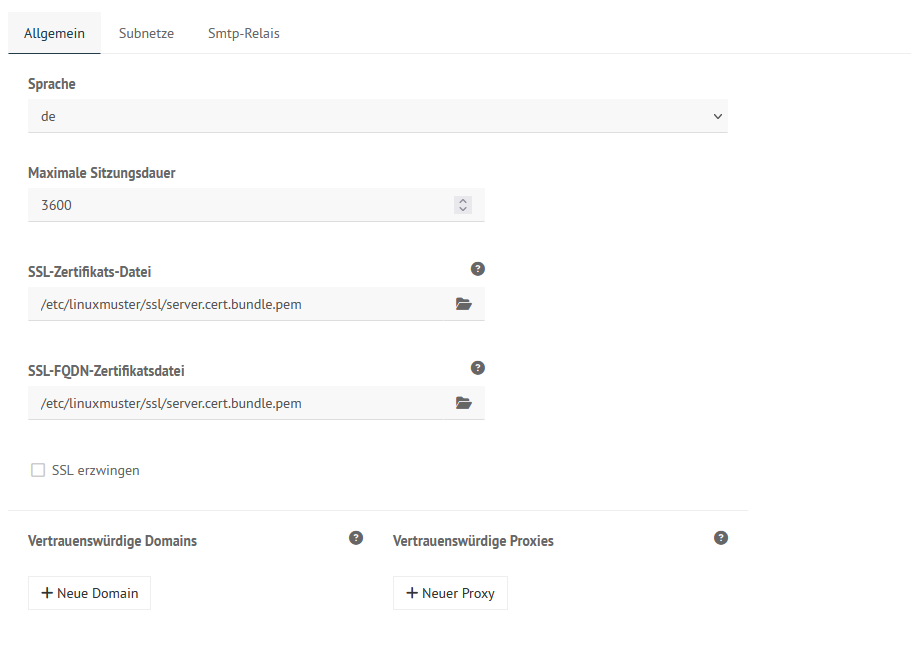 Allgemein Subnetze Smtp-Relais
Sprache
de
Maximale Sitzungsdauer
3600
SSL-Zertifikats-Datei ?
/etc/linuxmuster/ssl/server.cert.bundle.pem
SSL-FQDN-Zertifikatsdatei ?
/etc/linuxmuster/ssl/server.cert.bundle.pem
SSL erzwingen
Vertrauenswürdige Domains ? Vertrauenswürdige Proxies ?
+ Neue Domain + Neuer Proxy